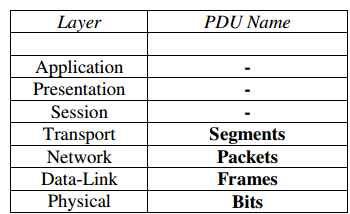 Layer PDU Name
Application -
Presentation -
Session -
Transport Segments
Network Packets
Data-Link Frames
Physical Bits